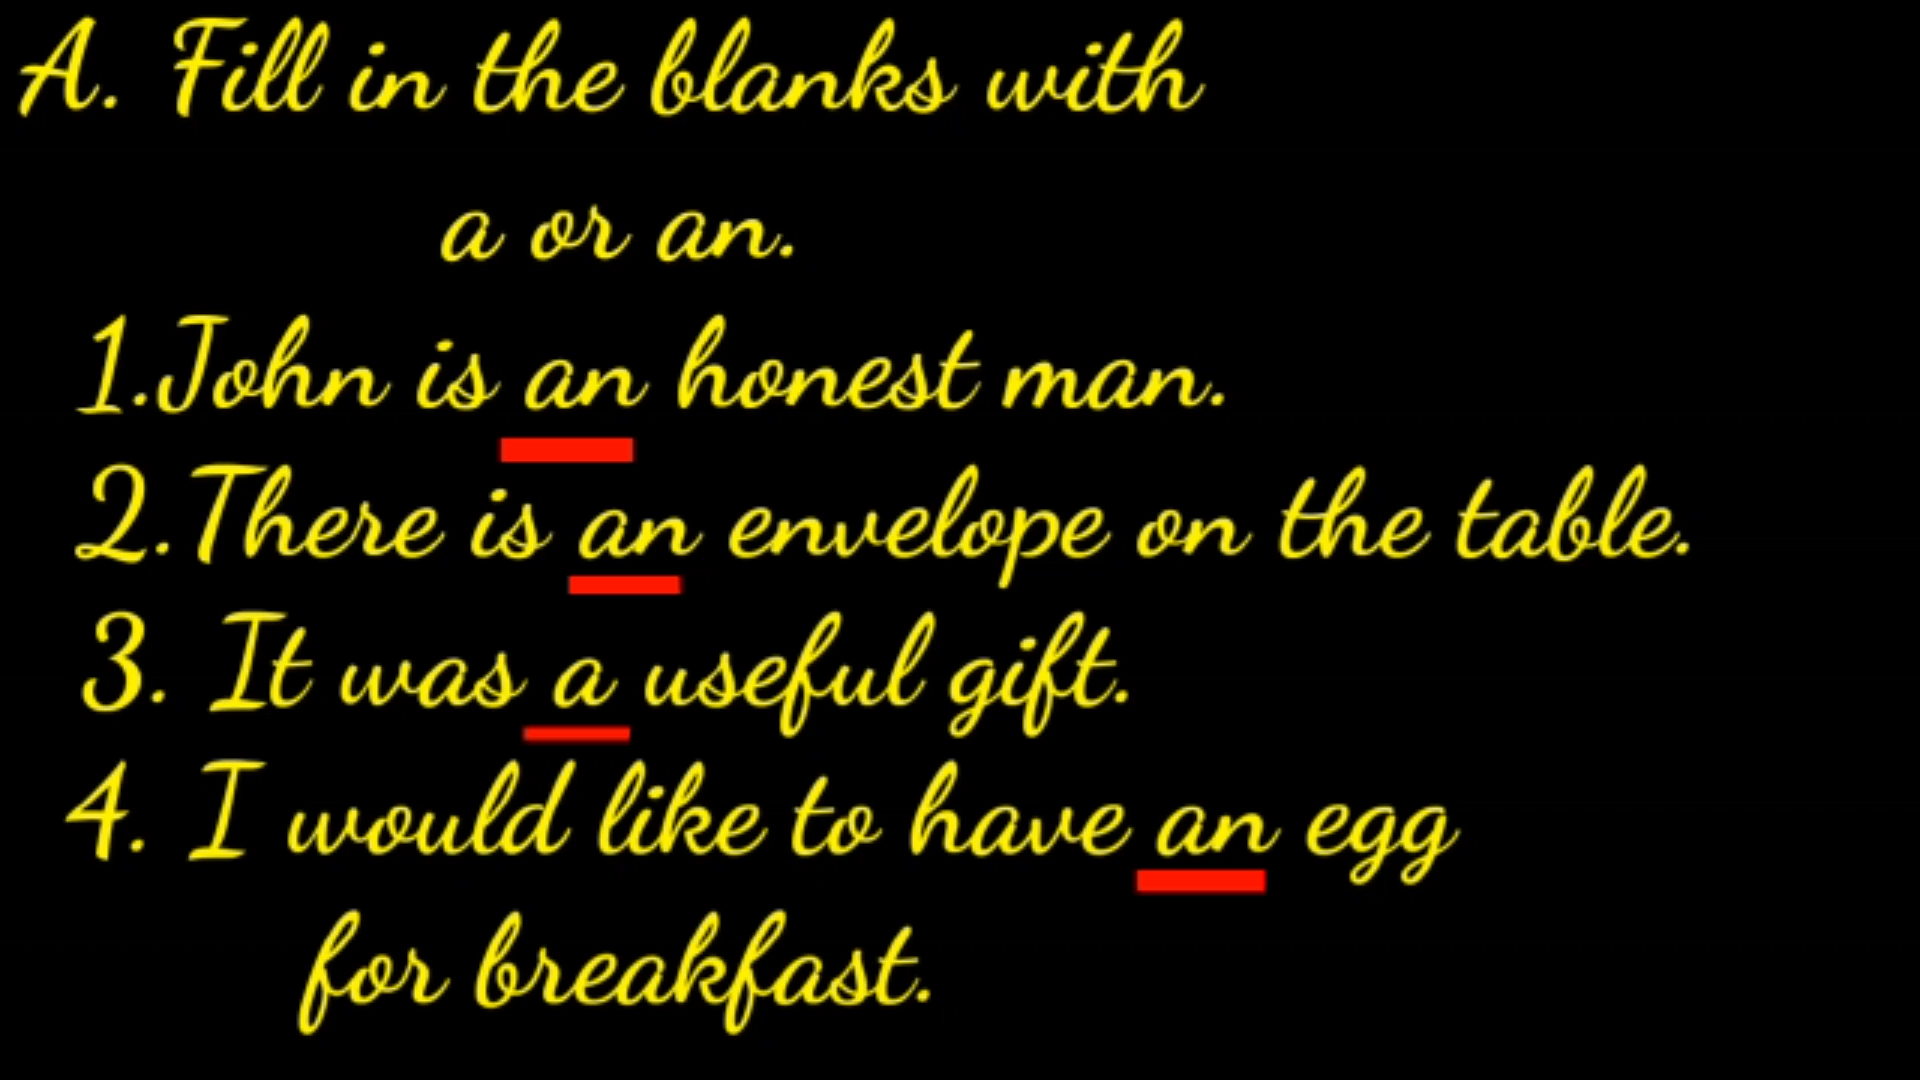 A. Fill in the blanks with
a or an.
1.John is an honest man.
2.There is an envelope on the table.
3. It was a useful gift.
4. I would like to have an egg
for breakfast.